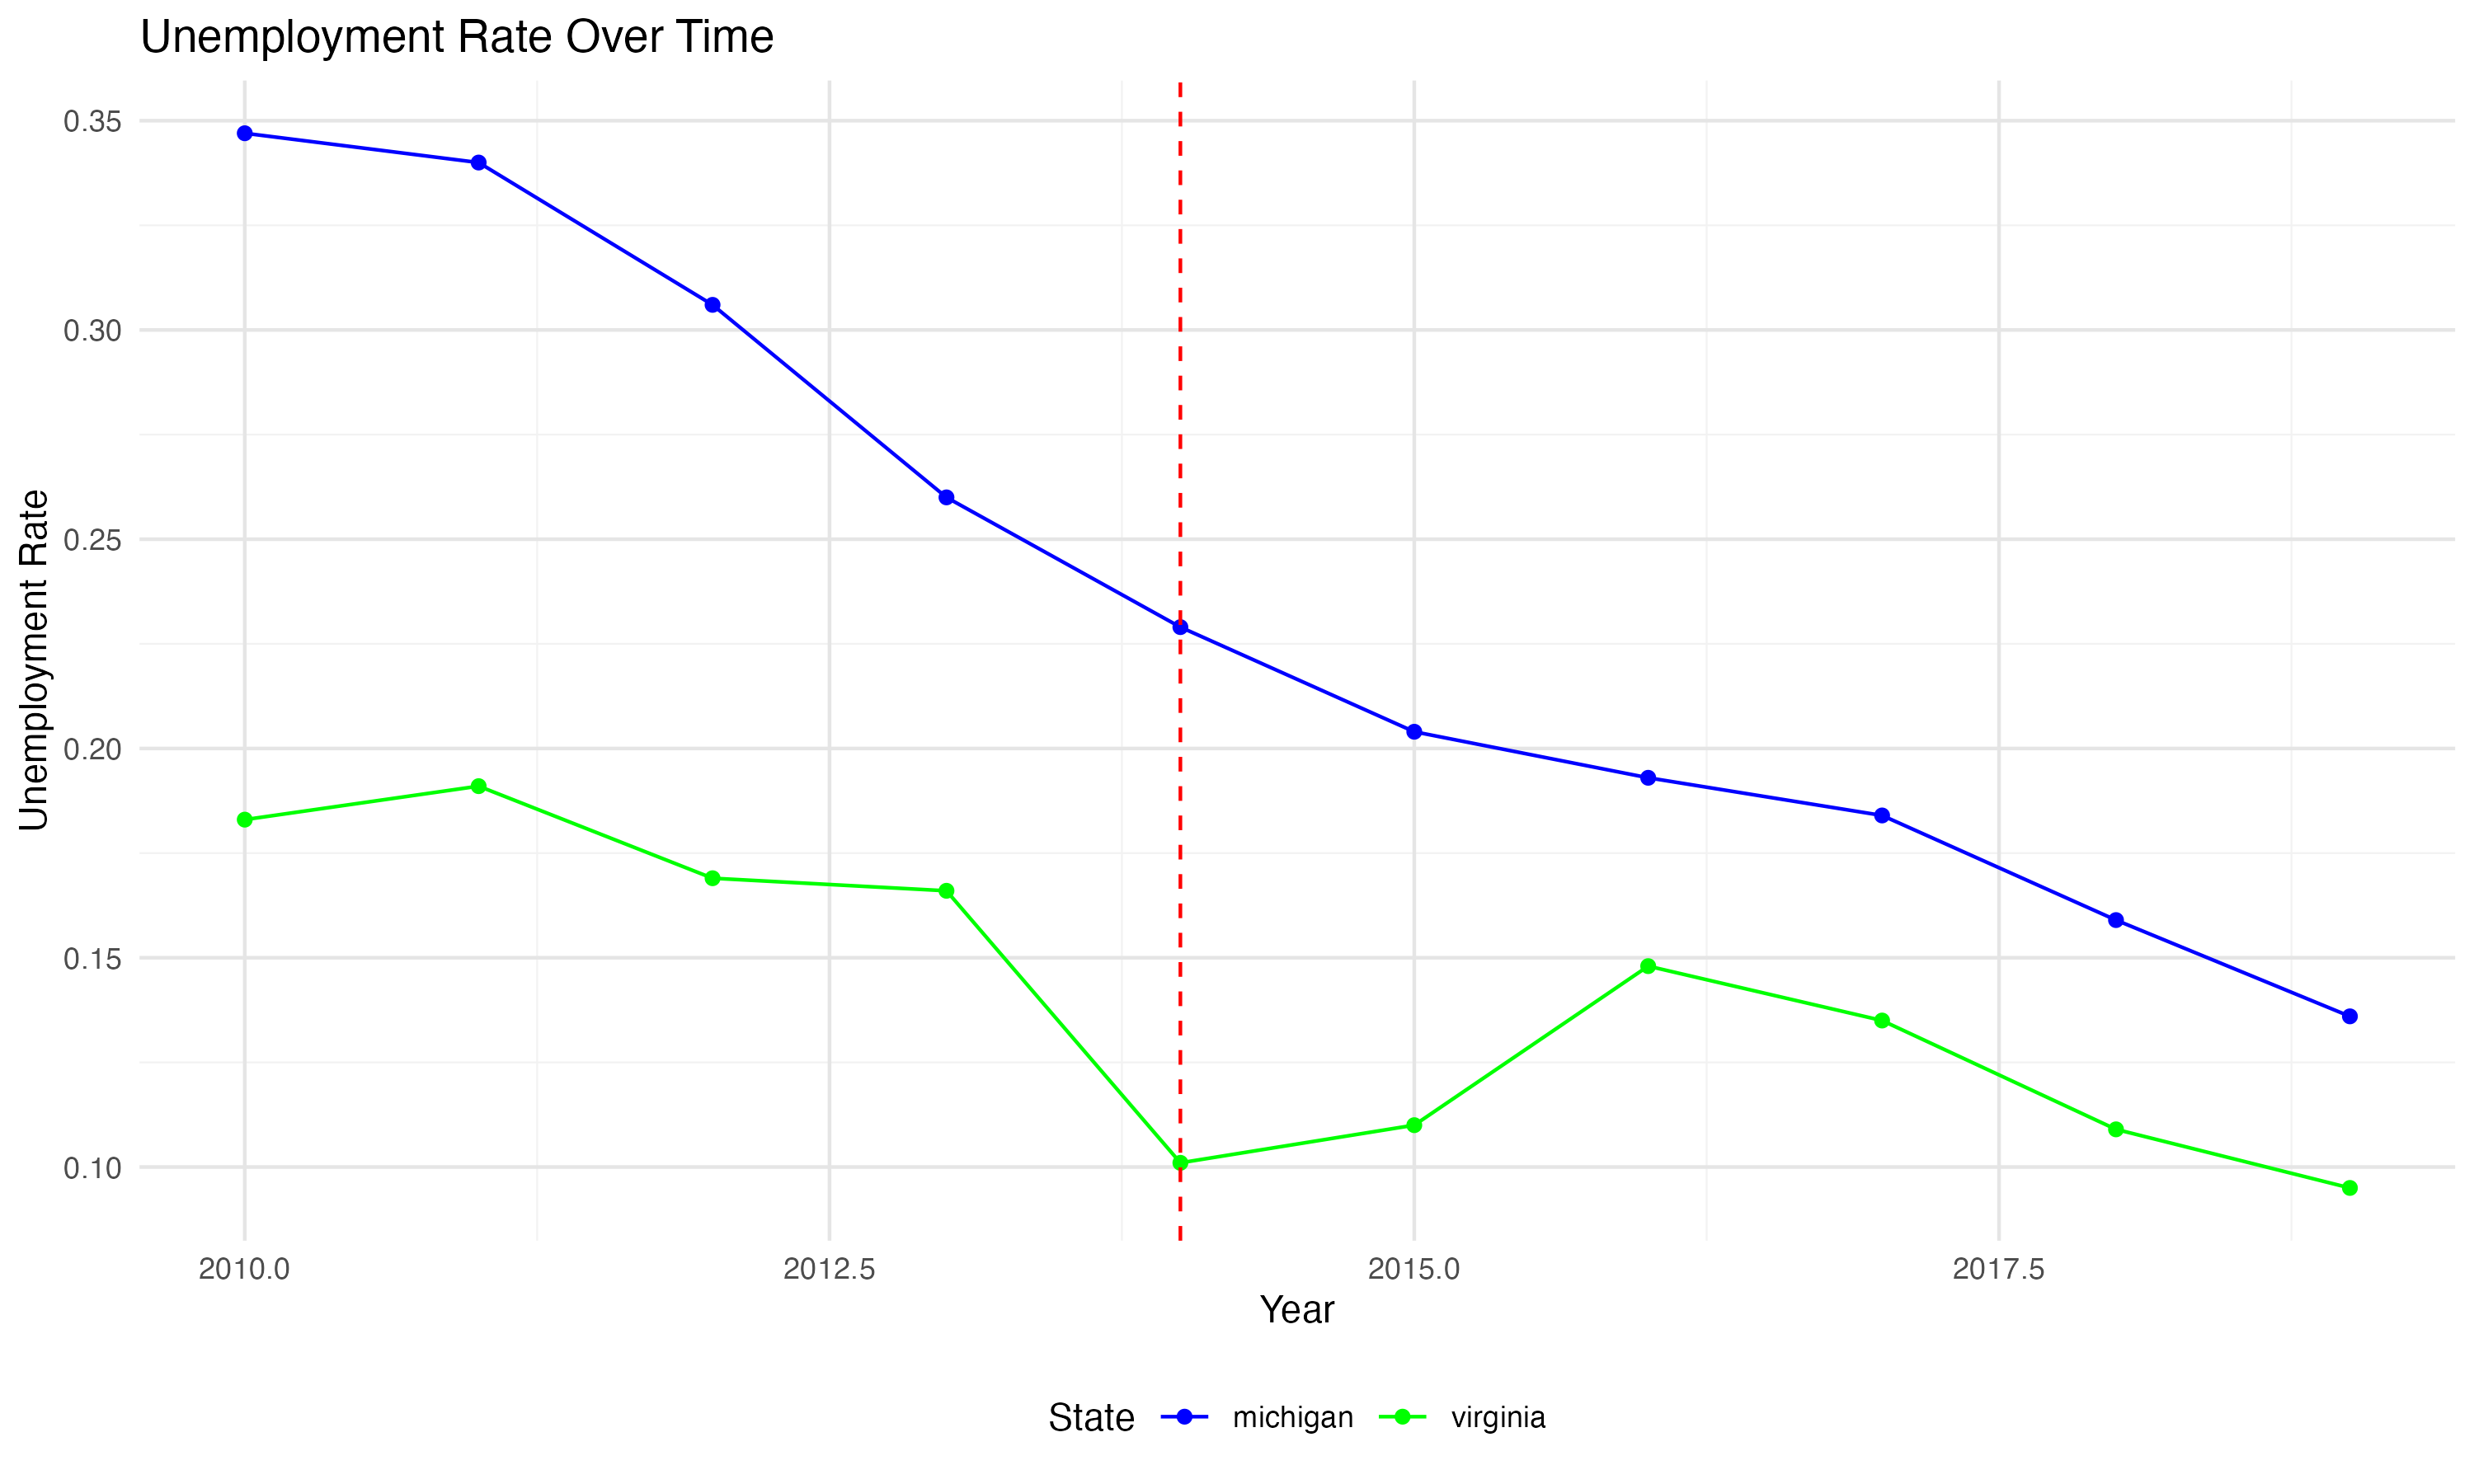 Unemployment Rate Over Time
Unemployment Rate
0.35
0.30
0.25
0.20
0.15
0.10
2010.0 2012.5 2015.0 2017.5
Year
State michigan virginia